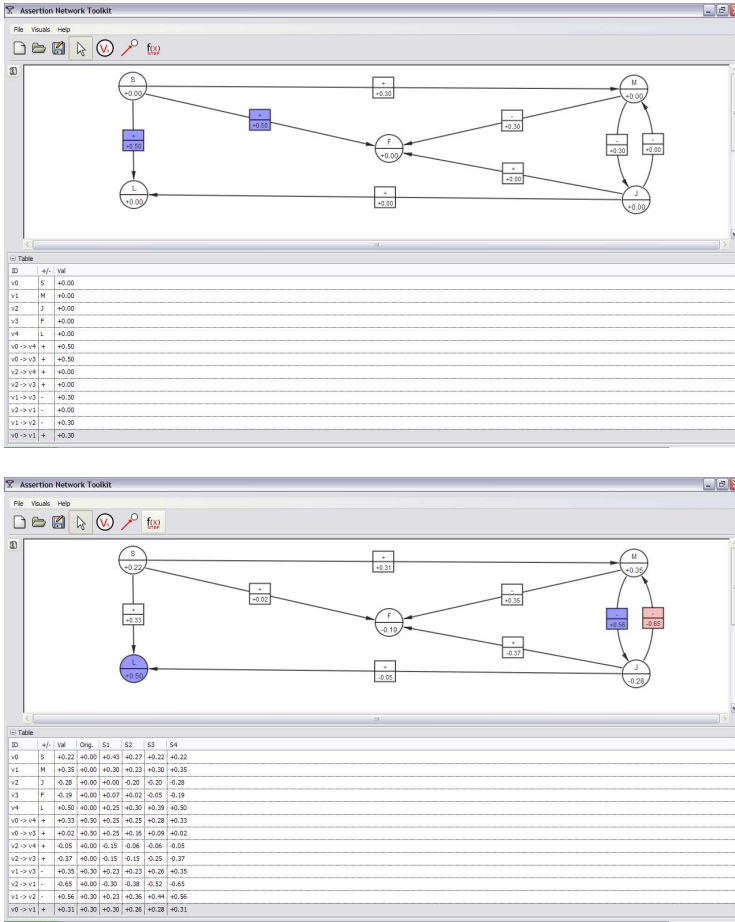 Assertion Network Toolkit
File Visuals Help
V₀ f(x) STEP
S +0.00
+ +0.30
M +0.00
+ +0.50
+ +0.50
- +0.30
F +0.00
- +0.30
- +0.00
+ +0.00
L +0.00
+ +0.00
J +0.00
Table
ID +/- Val
v0 S +0.00
v1 M +0.00
v2 J +0.00
v3 F +0.00
v4 L +0.00
v0 -> v4 + +0.50
v0 -> v3 + +0.50
v2 -> v4 + +0.00
v2 -> v3 + +0.00
v1 -> v3 - +0.30
v2 -> v1 - +0.00
v1 -> v2 - +0.30
v0 -> v1 + +0.30
Assertion Network Toolkit
File Visuals Help
V₀ f(x) STEP
S +0.22
+ +0.31
M +0.35
+ +0.33
+ +0.02
- +0.35
F -0.19
- +0.56
- -0.65
+ -0.37
L +0.50
+ -0.05
J -0.28
Table
ID +/- Val Orig. S1 S2 S3 S4
v0 S +0.22 +0.00 +0.43 +0.27 +0.22 +0.22
v1 M +0.35 +0.00 +0.30 +0.23 +0.30 +0.35
v2 J -0.28 +0.00 +0.00 -0.20 -0.20 -0.28
v3 F -0.19 +0.00 +0.07 +0.02 -0.05 -0.19
v4 L +0.50 +0.00 +0.25 +0.30 +0.39 +0.50
v0 -> v4 + +0.33 +0.50 +0.25 +0.25 +0.28 +0.33
v0 -> v3 + +0.02 +0.50 +0.25 +0.16 +0.09 +0.02
v2 -> v4 + -0.05 +0.00 -0.15 -0.06 -0.06 -0.05
v2 -> v3 + -0.37 +0.00 -0.15 -0.15 -0.25 -0.37
v1 -> v3 - +0.35 +0.30 +0.23 +0.23 +0.26 +0.35
v2 -> v1 - -0.65 +0.00 -0.30 -0.38 -0.52 -0.65
v1 -> v2 - +0.56 +0.30 +0.23 +0.36 +0.44 +0.56
v0 -> v1 + +0.31 +0.30 +0.30 +0.26 +0.28 +0.31